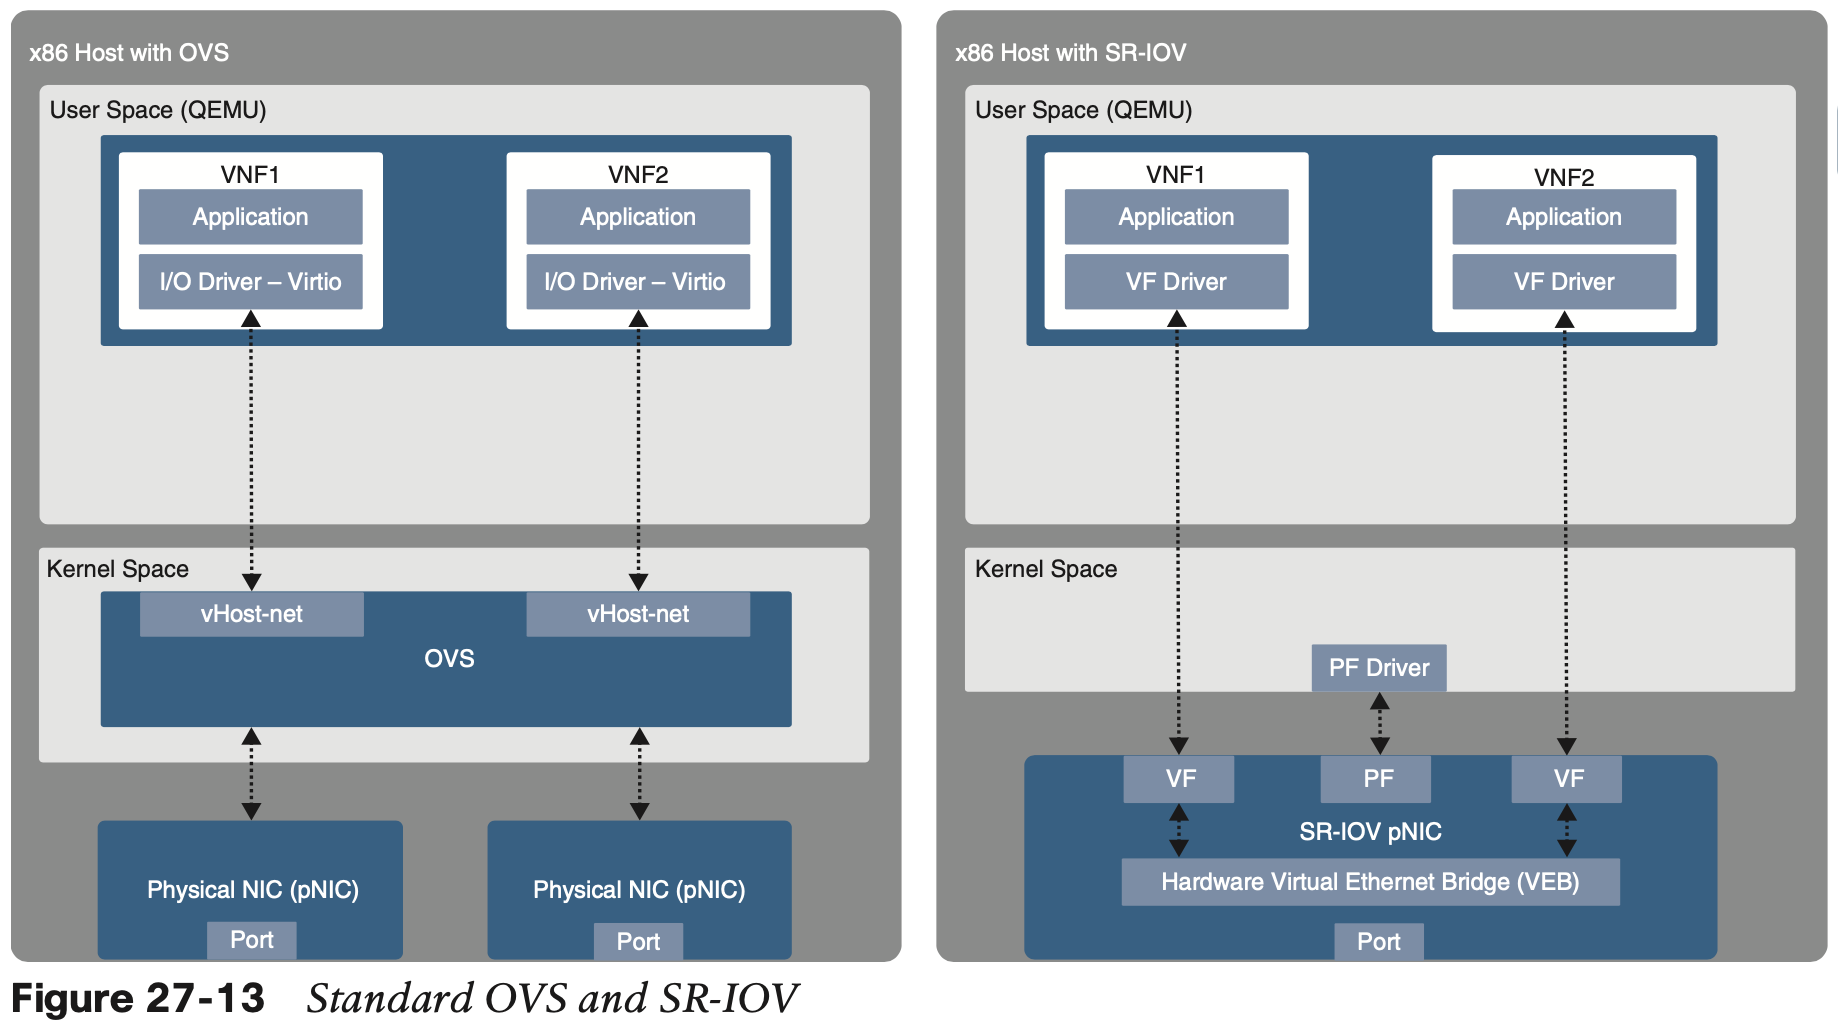 x86 Host with OVS
User Space (QEMU)
VNF1
Application
I/O Driver – Virtio
VNF2
Application
I/O Driver – Virtio
Kernel Space
vHost-net
vHost-net
OVS
Physical NIC (pNIC)
Port
Physical NIC (pNIC)
Port
x86 Host with SR-IOV
User Space (QEMU)
VNF1
Application
VF Driver
VNF2
Application
VF Driver
Kernel Space
PF Driver
VF
PF
VF
SR-IOV pNIC
Hardware Virtual Ethernet Bridge (VEB)
Port
Figure 27-13 Standard OVS and SR-IOV